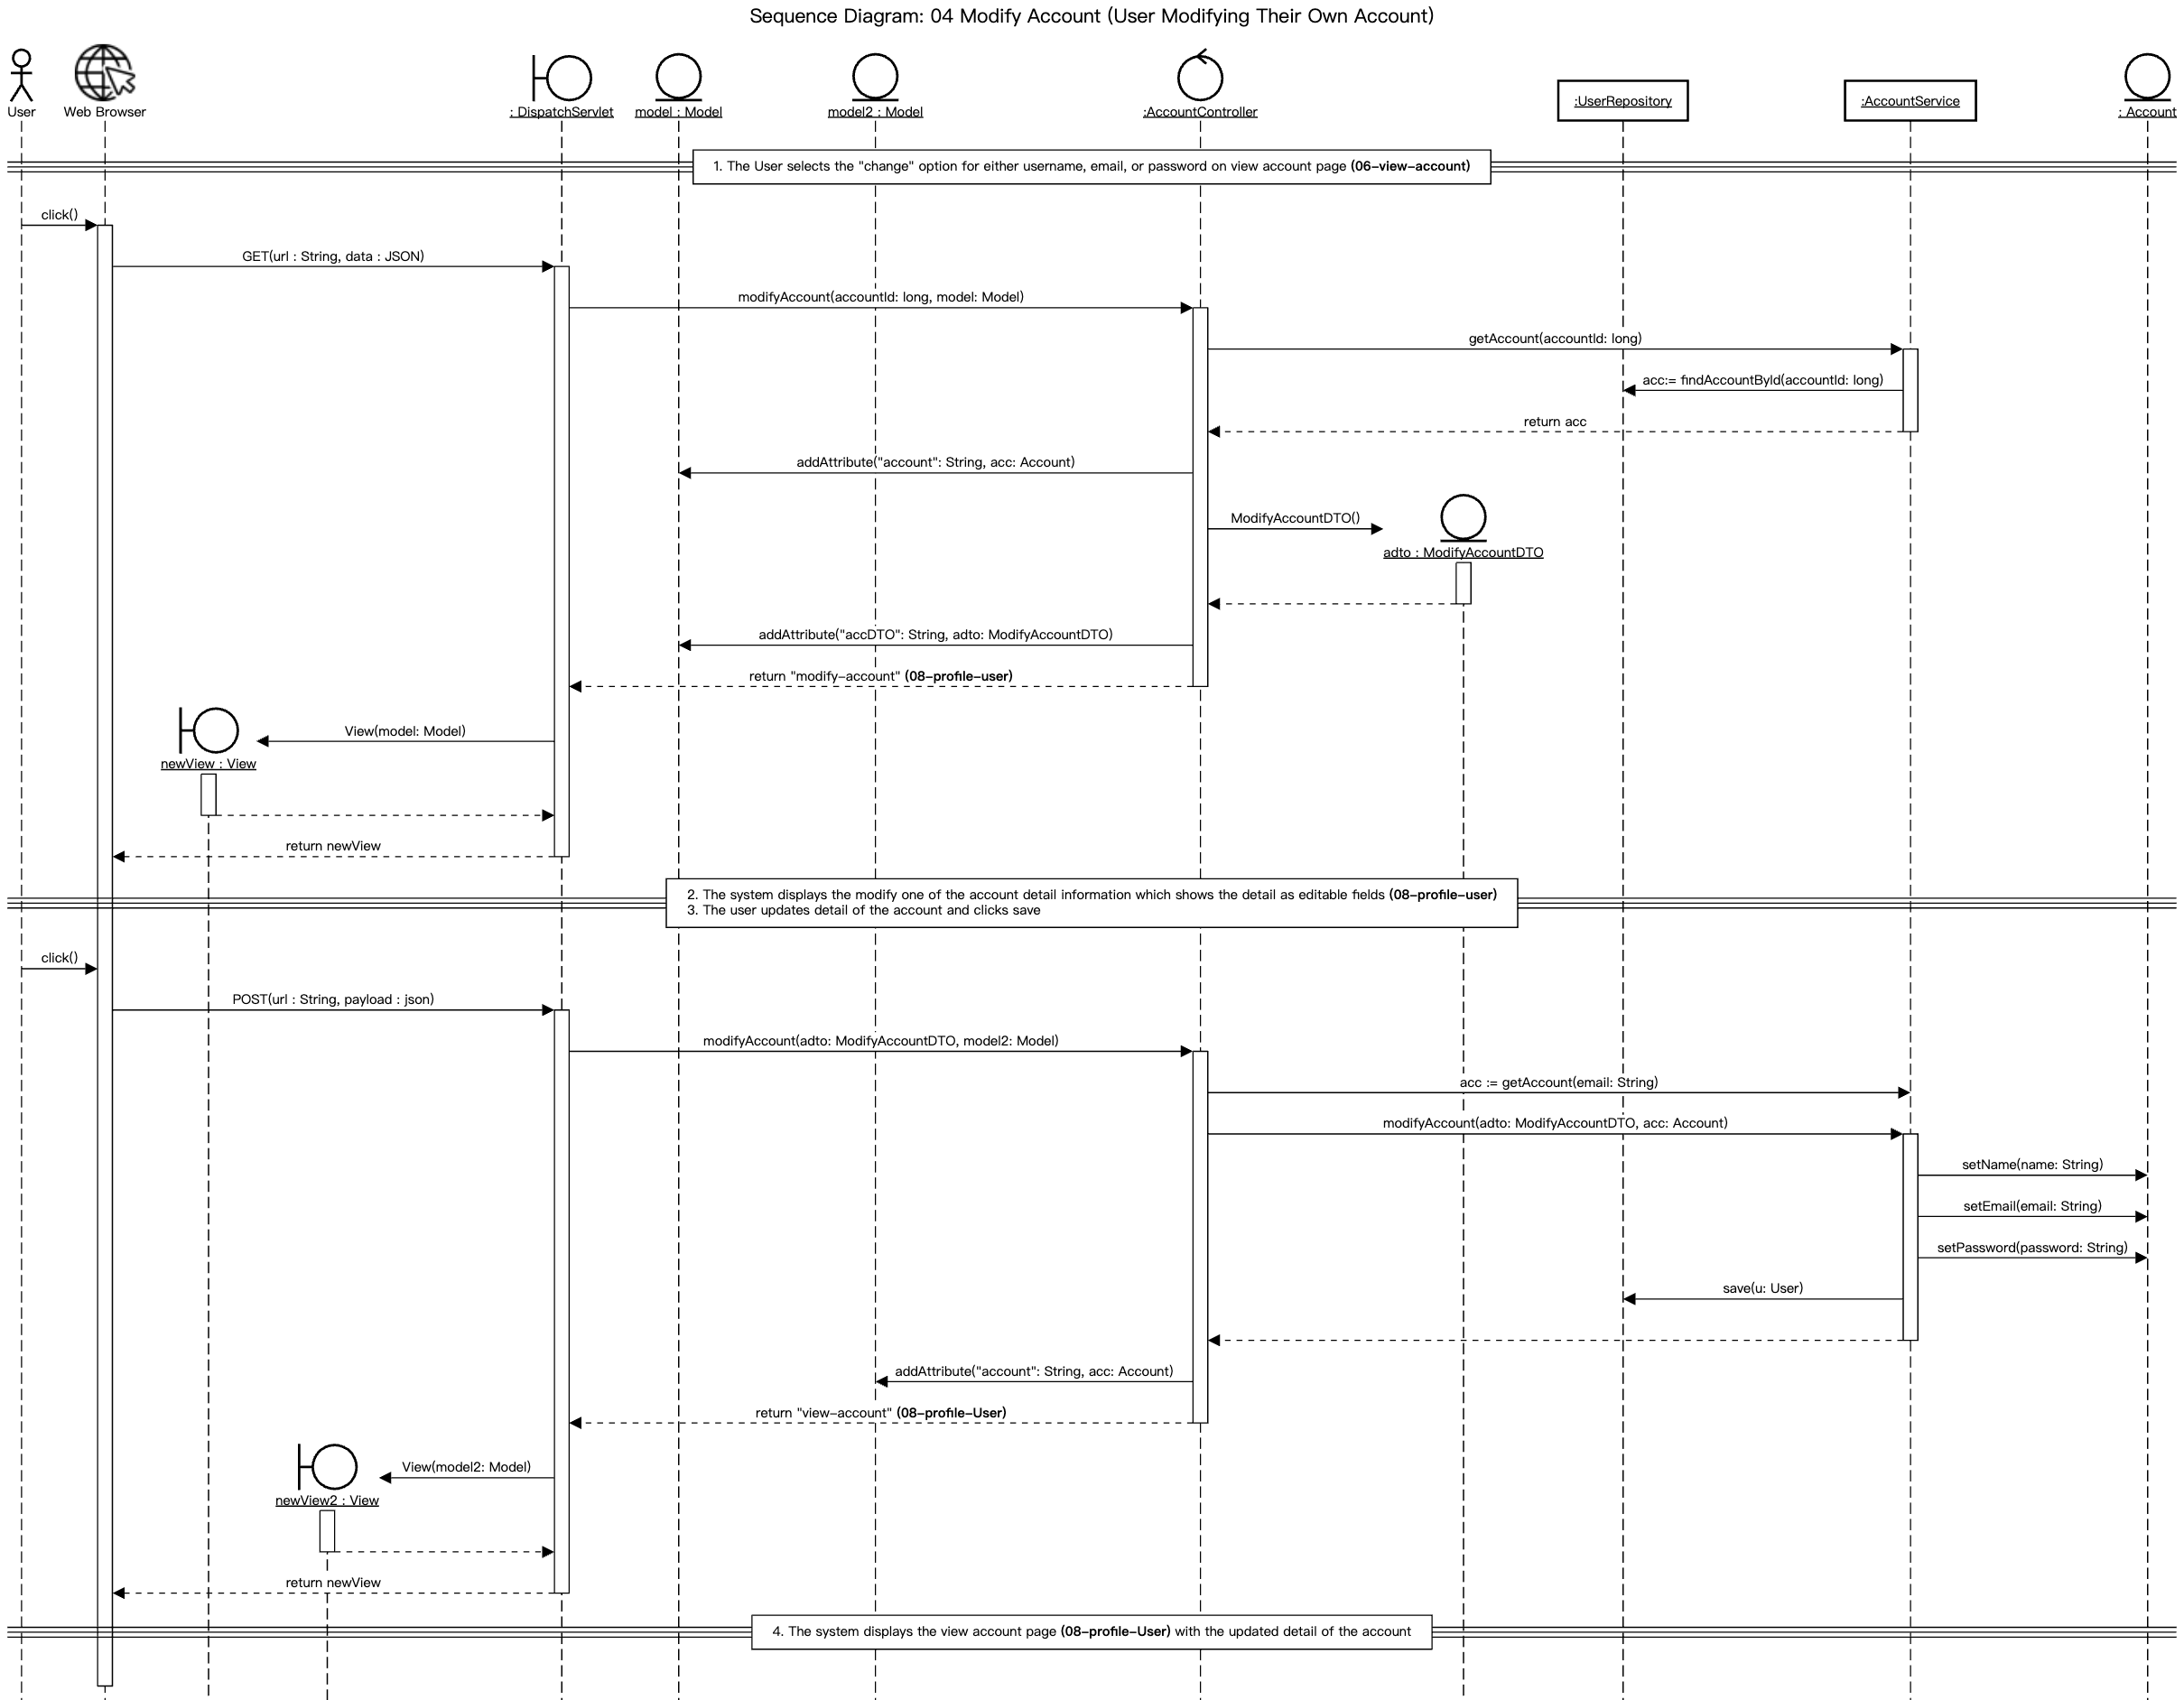 Sequence Diagram: 04 Modify Account (User Modifying Their Own Account)
User
Web Browser
: DispatchServlet
model : Model
model2 : Model
:AccountController
:UserRepository
:AccountService
: Account
1. The User selects the "change" option for either username, email, or password on view account page (06-view-account)
click()
GET(url : String, data : JSON)
modifyAccount(accountId: long, model: Model)
getAccount(accountId: long)
acc:= findAccountById(accountId: long)
return acc
addAttribute("account": String, acc: Account)
ModifyAccountDTO()
adto : ModifyAccountDTO
addAttribute("accDTO": String, adto: ModifyAccountDTO)
return "modify-account" (08-profile-user)
View(model: Model)
newView : View
return newView
2. The system displays the modify one of the account detail information which shows the detail as editable fields (08-profile-user)
3. The user updates detail of the account and clicks save
click()
POST(url : String, payload : json)
modifyAccount(adto: ModifyAccountDTO, model2: Model)
acc := getAccount(email: String)
modifyAccount(adto: ModifyAccountDTO, acc: Account)
setName(name: String)
setEmail(email: String)
setPassword(password: String)
save(u: User)
addAttribute("account": String, acc: Account)
return "view-account" (08-profile-User)
View(model2: Model)
newView2 : View
return newView
4. The system displays the view account page (08-profile-User) with the updated detail of the account